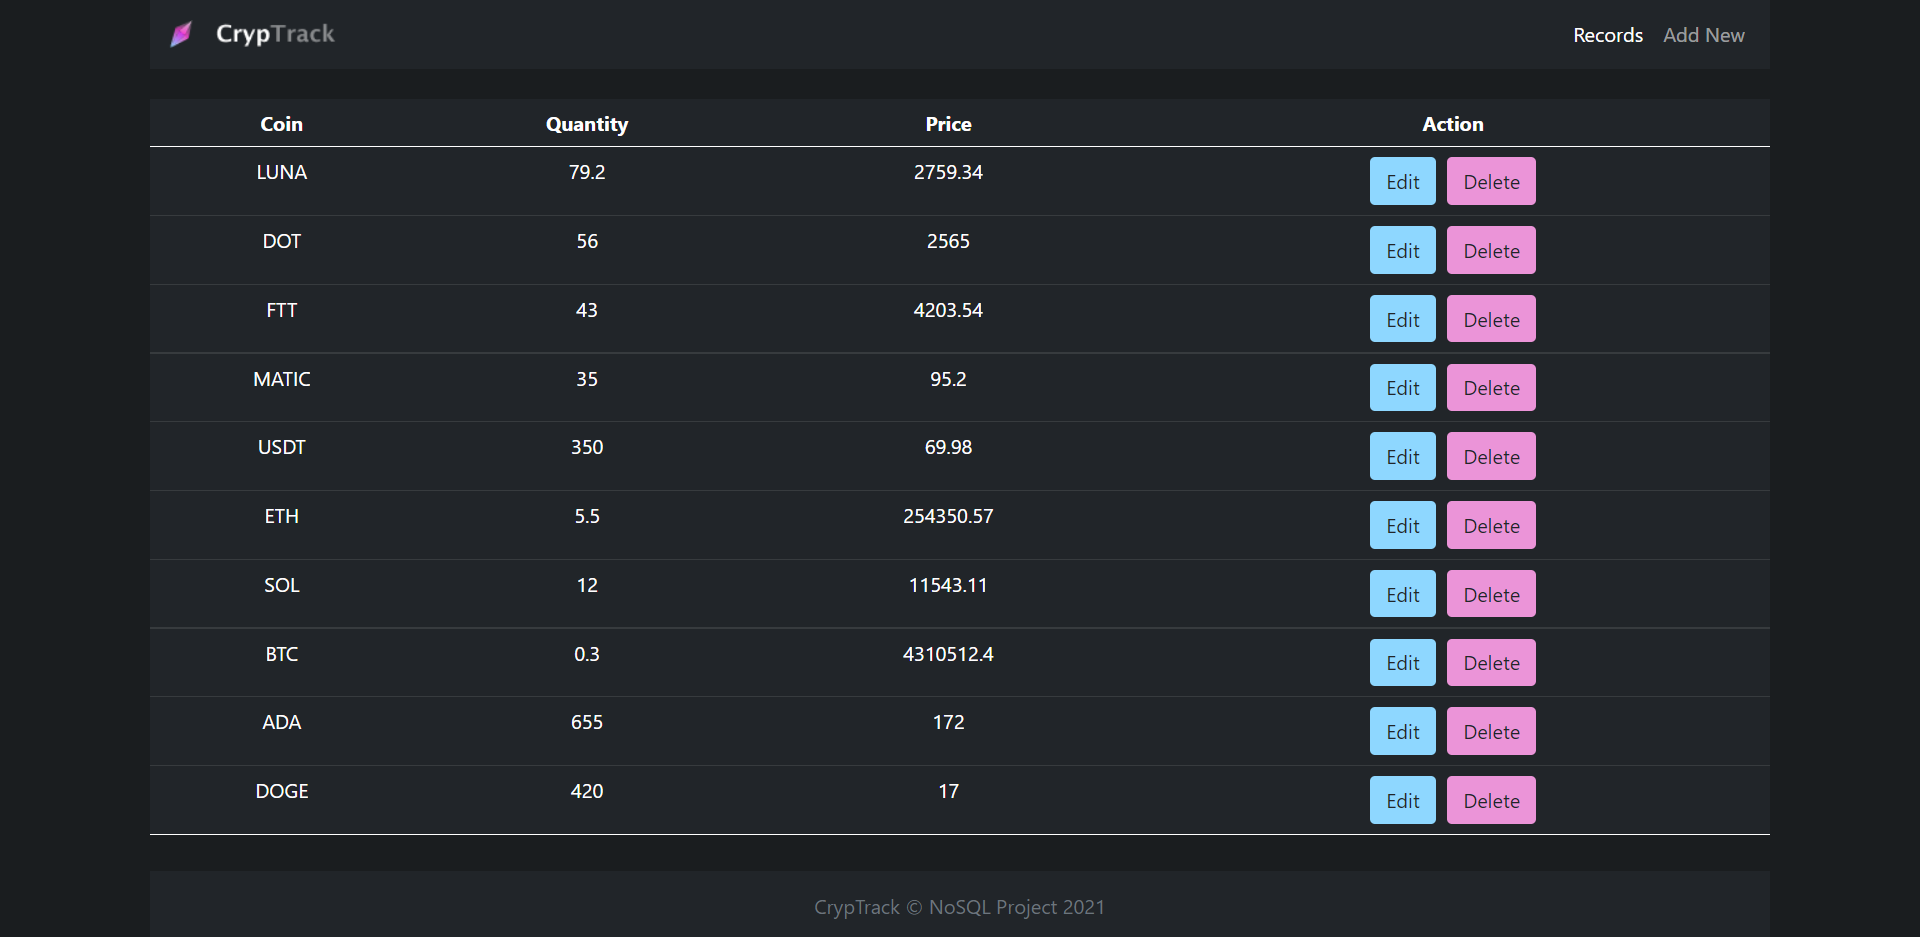 CrypTrack Records Add New
Coin Quantity Price Action
LUNA 79.2 2759.34 Edit Delete
DOT 56 2565 Edit Delete
FTT 43 4203.54 Edit Delete
MATIC 35 95.2 Edit Delete
USDT 350 69.98 Edit Delete
ETH 5.5 254350.57 Edit Delete
SOL 12 11543.11 Edit Delete
BTC 0.3 4310512.4 Edit Delete
ADA 655 172 Edit Delete
DOGE 420 17 Edit Delete
CrypTrack © NoSQL Project 2021